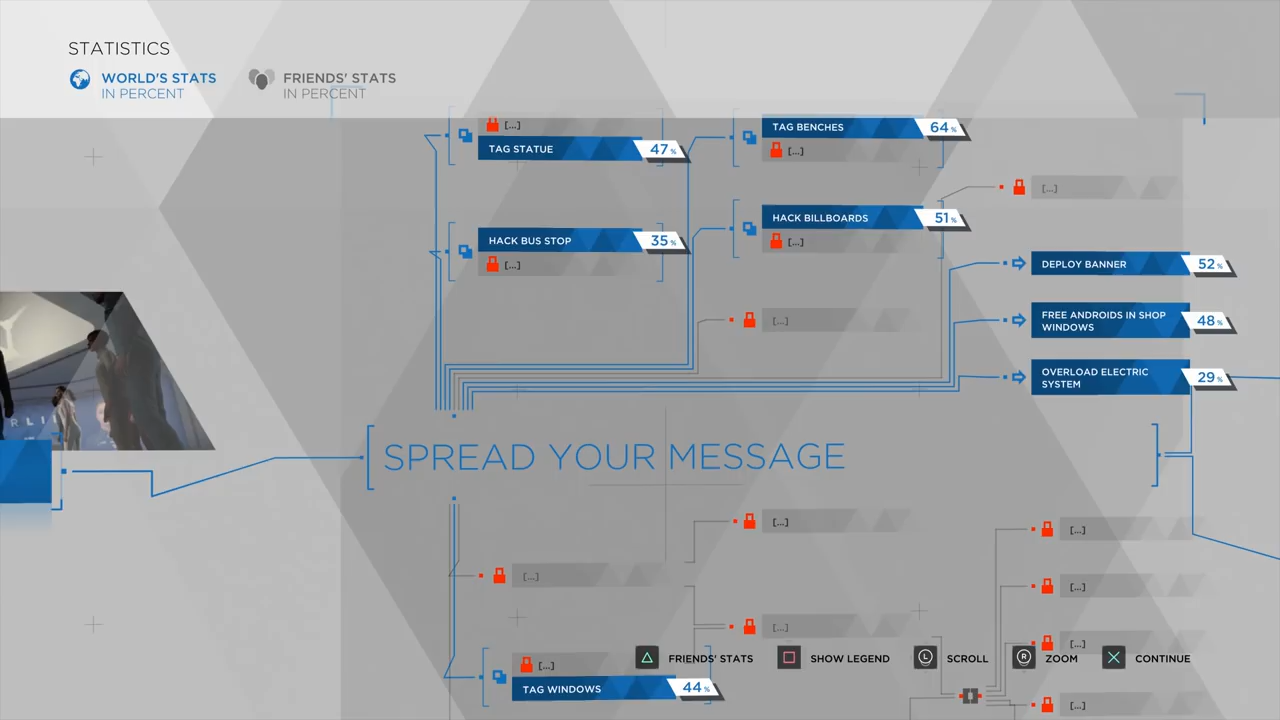 STATISTICS
WORLD'S STATS
IN PERCENT
FRIENDS' STATS
IN PERCENT
[...]
TAG STATUE 47%
TAG BENCHES 64%
[...]
[...]
HACK BUS STOP 35%
[...]
HACK BILLBOARDS 51%
[...]
DEPLOY BANNER 52%
[...]
FREE ANDROIDS IN SHOP
WINDOWS 48%
OVERLOAD ELECTRIC
SYSTEM 29%
SPREAD YOUR MESSAGE
[...]
[...]
[...]
[...]
[...]
[...]
[...]
TAG WINDOWS 44%
[...]
FRIENDS' STATS
SHOW LEGEND
L SCROLL
R ZOOM
CONTINUE